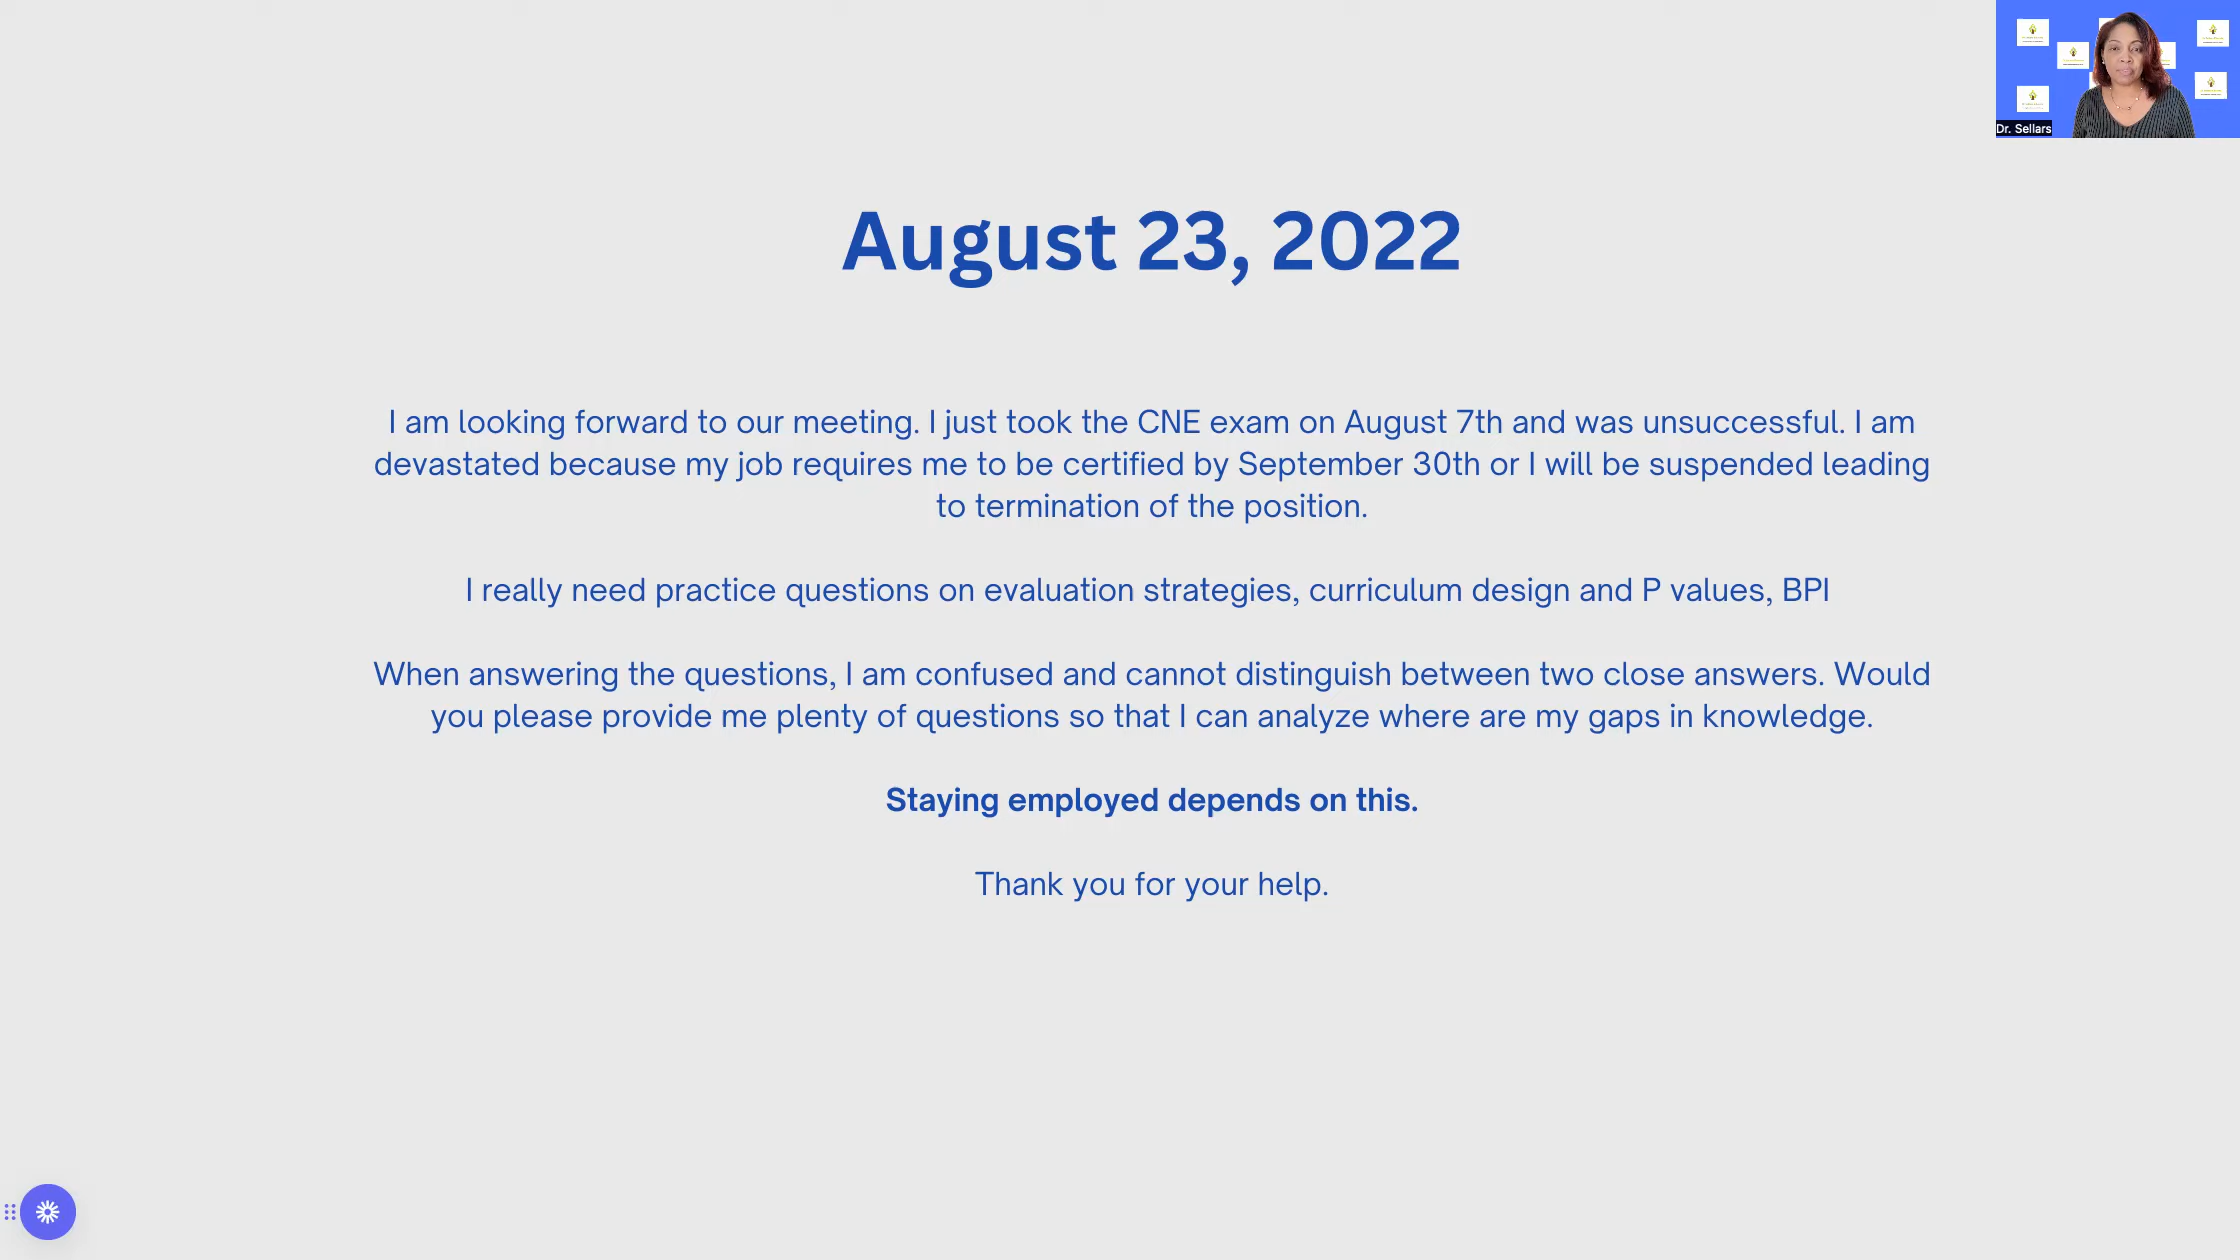 Dr. Sellars
August 23, 2022
I am looking forward to our meeting. I just took the CNE exam on August 7th and was unsuccessful. I am
devastated because my job requires me to be certified by September 30th or I will be suspended leading
to termination of the position.
I really need practice questions on evaluation strategies, curriculum design and P values, BPI
When answering the questions, I am confused and cannot distinguish between two close answers. Would
you please provide me plenty of questions so that I can analyze where are my gaps in knowledge.
Staying employed depends on this.
Thank you for your help.